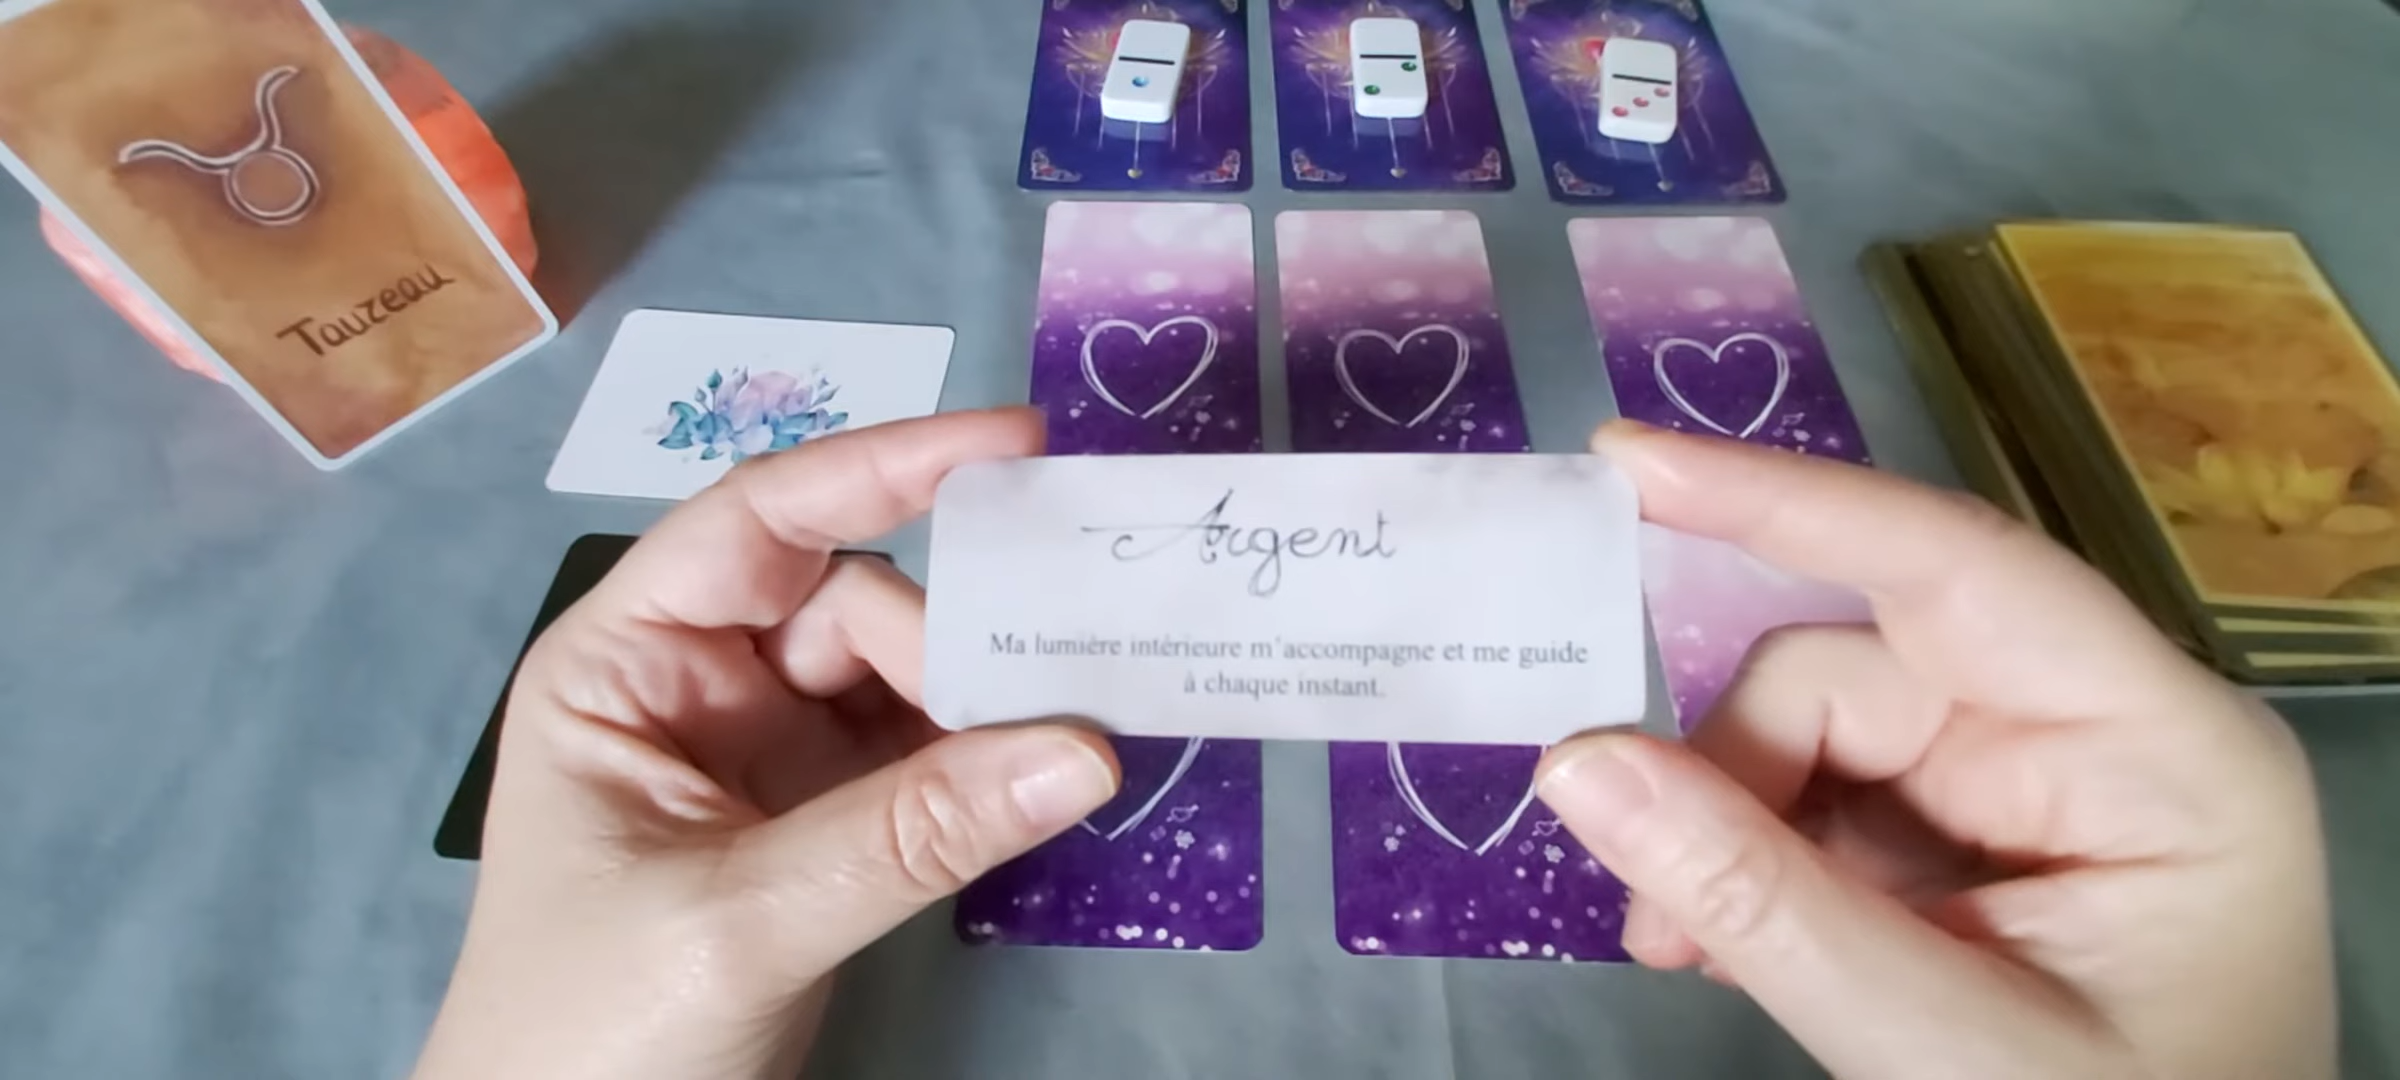 Taureau
Argent
Ma lumière intérieure m'accompagne et me guide
à chaque instant.